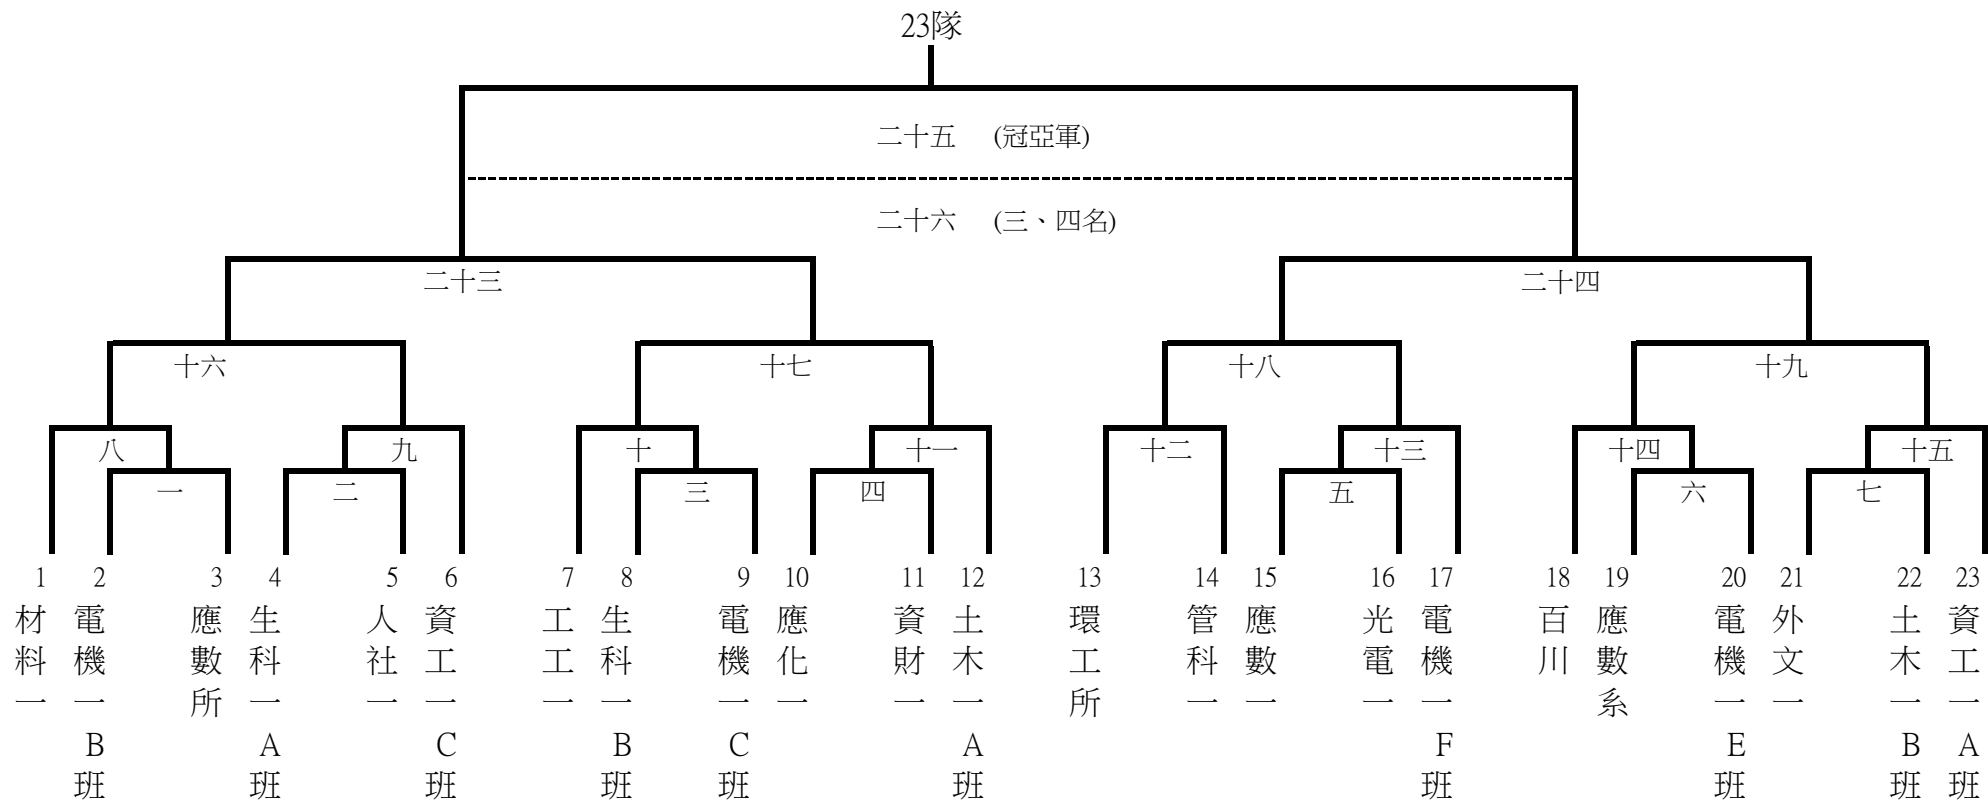 23隊
二十五 (冠亞軍)
二十六 (三、四名)
二十三
二十四
十六
十七
十八
十九
八
九
十
十一
十二
十三
十四
十五
一
二
三
四
五
六
七
1 材料一
2 電機一B班
3 應數所
4 生科一A班
5 人社一
6 資工一C班
7 工工一
8 生科一B班
9 電機一C班
10 應化一
11 資財一
12 土木一A班
13 環工所
14 管科一
15 應數一
16 光電一
17 電機一F班
18 百川
19 應數系
20 電機一E班
21 外文一
22 土木一B班
23 資工一A班